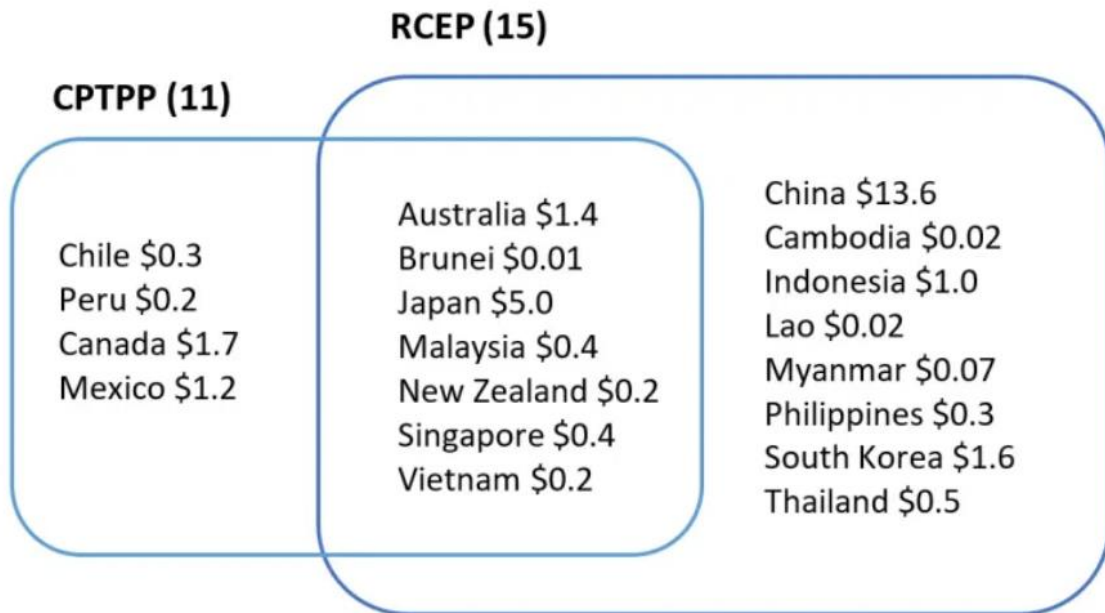 RCEP (15)
CPTPP (11)
Chile $0.3
Peru $0.2
Canada $1.7
Mexico $1.2
Australia $1.4
Brunei $0.01
Japan $5.0
Malaysia $0.4
New Zealand $0.2
Singapore $0.4
Vietnam $0.2
China $13.6
Cambodia $0.02
Indonesia $1.0
Lao $0.02
Myanmar $0.07
Philippines $0.3
South Korea $1.6
Thailand $0.5